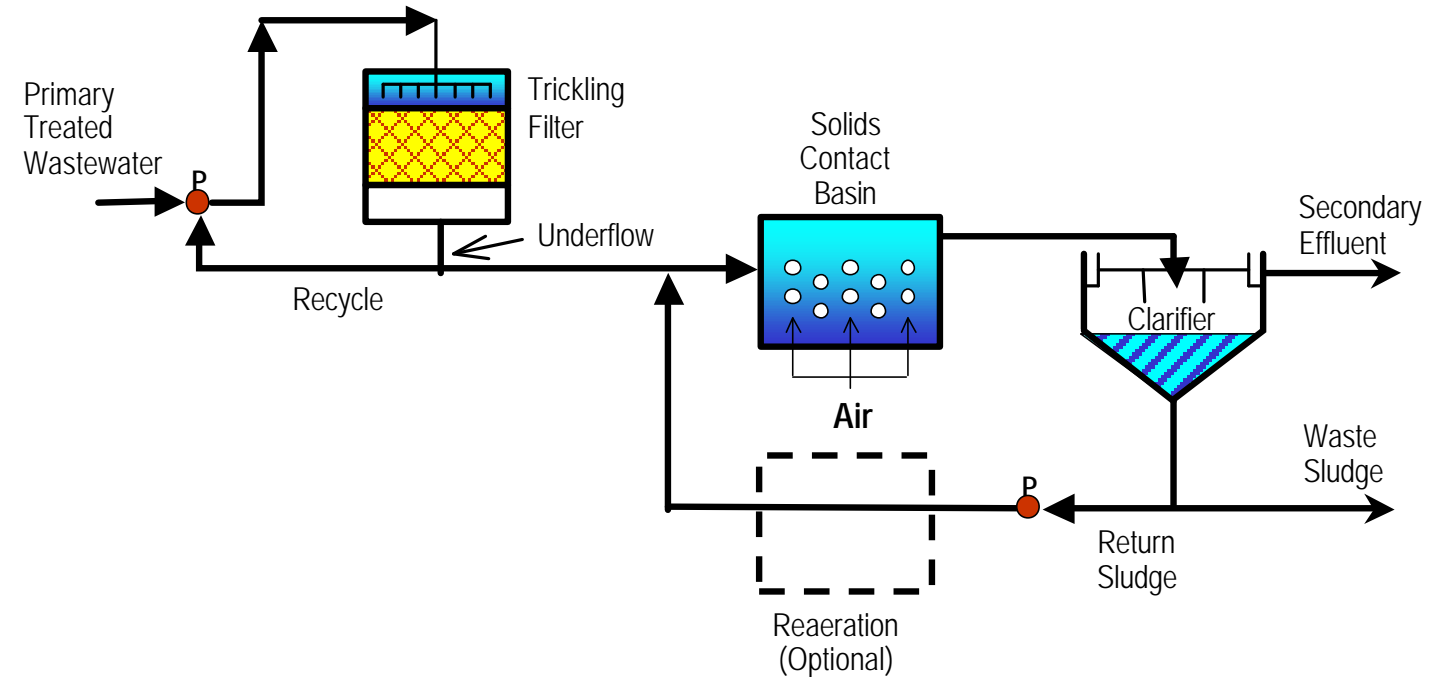 Primary
Treated
Wastewater
P
Trickling
Filter
Underflow
Recycle
Solids
Contact
Basin
Air
Clarifier
Secondary
Effluent
Waste
Sludge
P
Return
Sludge
Reaeration
(Optional)